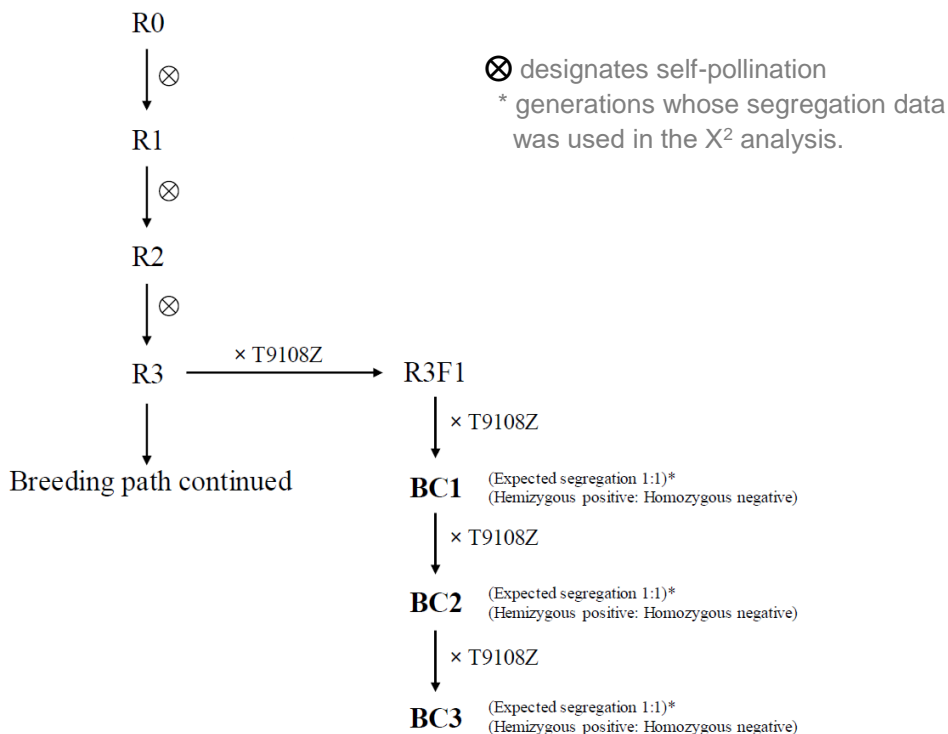 R0
⊗ designates self-pollination
* generations whose segregation data
was used in the X² analysis.
⊗
R1
⊗
R2
⊗
R3
× T9108Z
R3F1
× T9108Z
Breeding path continued
BC1
(Expected segregation 1:1)*
(Hemizygous positive: Homozygous negative)
× T9108Z
BC2
(Expected segregation 1:1)*
(Hemizygous positive: Homozygous negative)
× T9108Z
BC3
(Expected segregation 1:1)*
(Hemizygous positive: Homozygous negative)